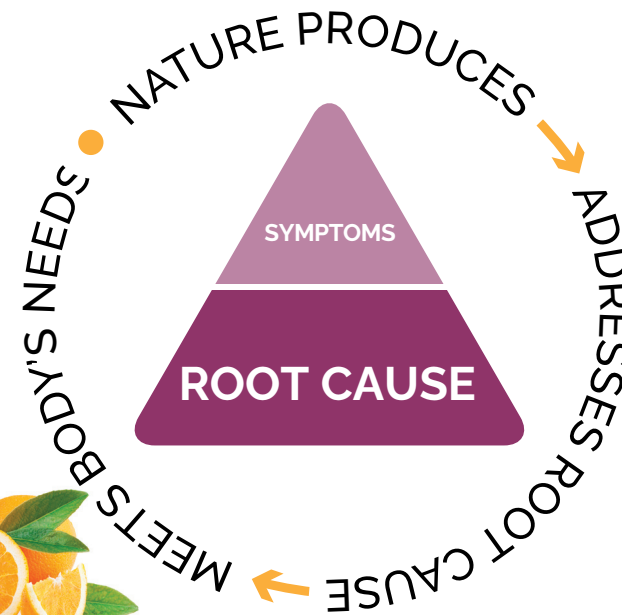 NATURE PRODUCES
ADDRESSES ROOT CAUSE
MEETS BODY'S NEEDS
SYMPTOMS
ROOT CAUSE